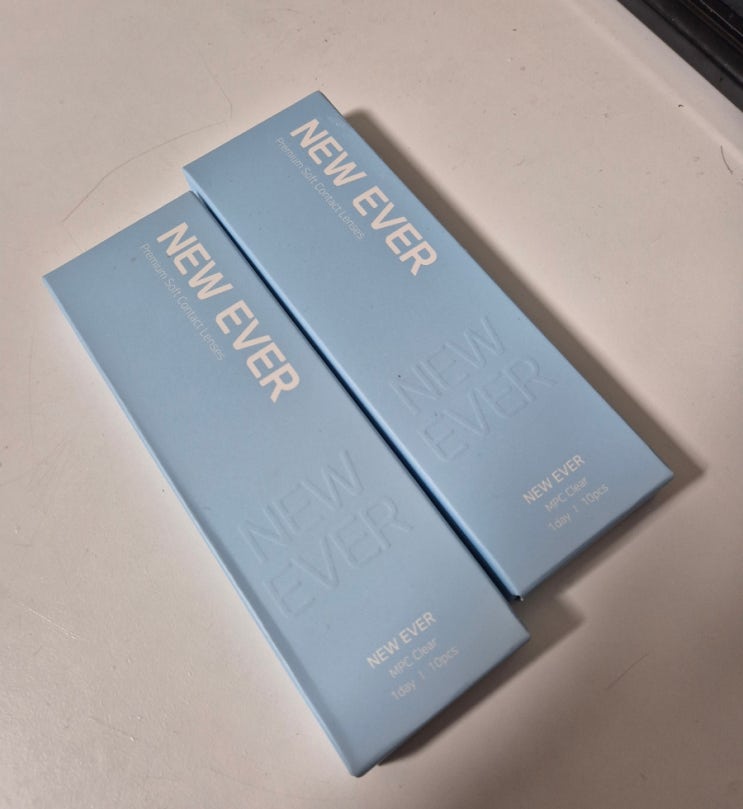 NEW EVER
Premium Soft Contact Lenses
NEW
EVER
NEW EVER
MPC Clear
1day | 10pcs
NEW EVER
Premium Soft Contact Lenses
NEW
EVER
NEW EVER
MPC Clear
1day | 10pcs